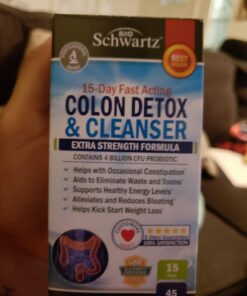 BIO
Schwartz
BEST
15-Day Fast Acting
COLON DETOX
& CLEANSER
EXTRA STRENGTH FORMULA
CONTAINS 4 BILLION CFU PROBIOTIC
Helps with Occasional Constipation*
Aids to Eliminate Waste and Toxins*
Supports Healthy Energy Levels*
Alleviates and Reduces Bloating*
Helps Kick Start Weight Loss*
100% SATISFACTION
15
45